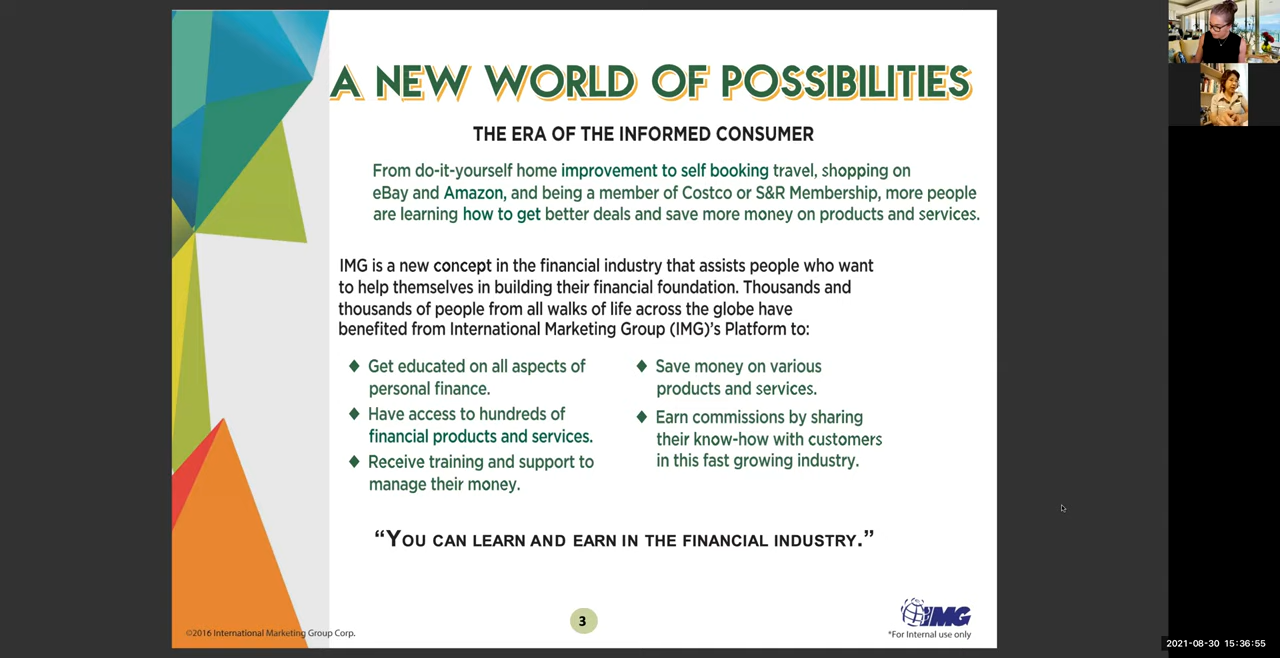 A NEW WORLD OF POSSIBILITIES
THE ERA OF THE INFORMED CONSUMER
From do-it-yourself home improvement to self booking travel, shopping on
eBay and Amazon, and being a member of Costco or S&R Membership, more people
are learning how to get better deals and save more money on products and services.
IMG is a new concept in the financial industry that assists people who want
to help themselves in building their financial foundation. Thousands and
thousands of people from all walks of life across the globe have
benefited from International Marketing Group (IMG)'s Platform to:
♦ Get educated on all aspects of
personal finance.
♦ Have access to hundreds of
financial products and services.
♦ Receive training and support to
manage their money.
♦ Save money on various
products and services.
♦ Earn commissions by sharing
their know-how with customers
in this fast growing industry.
“YOU CAN LEARN AND EARN IN THE FINANCIAL INDUSTRY.”
©2016 International Marketing Group Corp.
3
IMG
*For Internal use only
2021-08-30 15:36:55